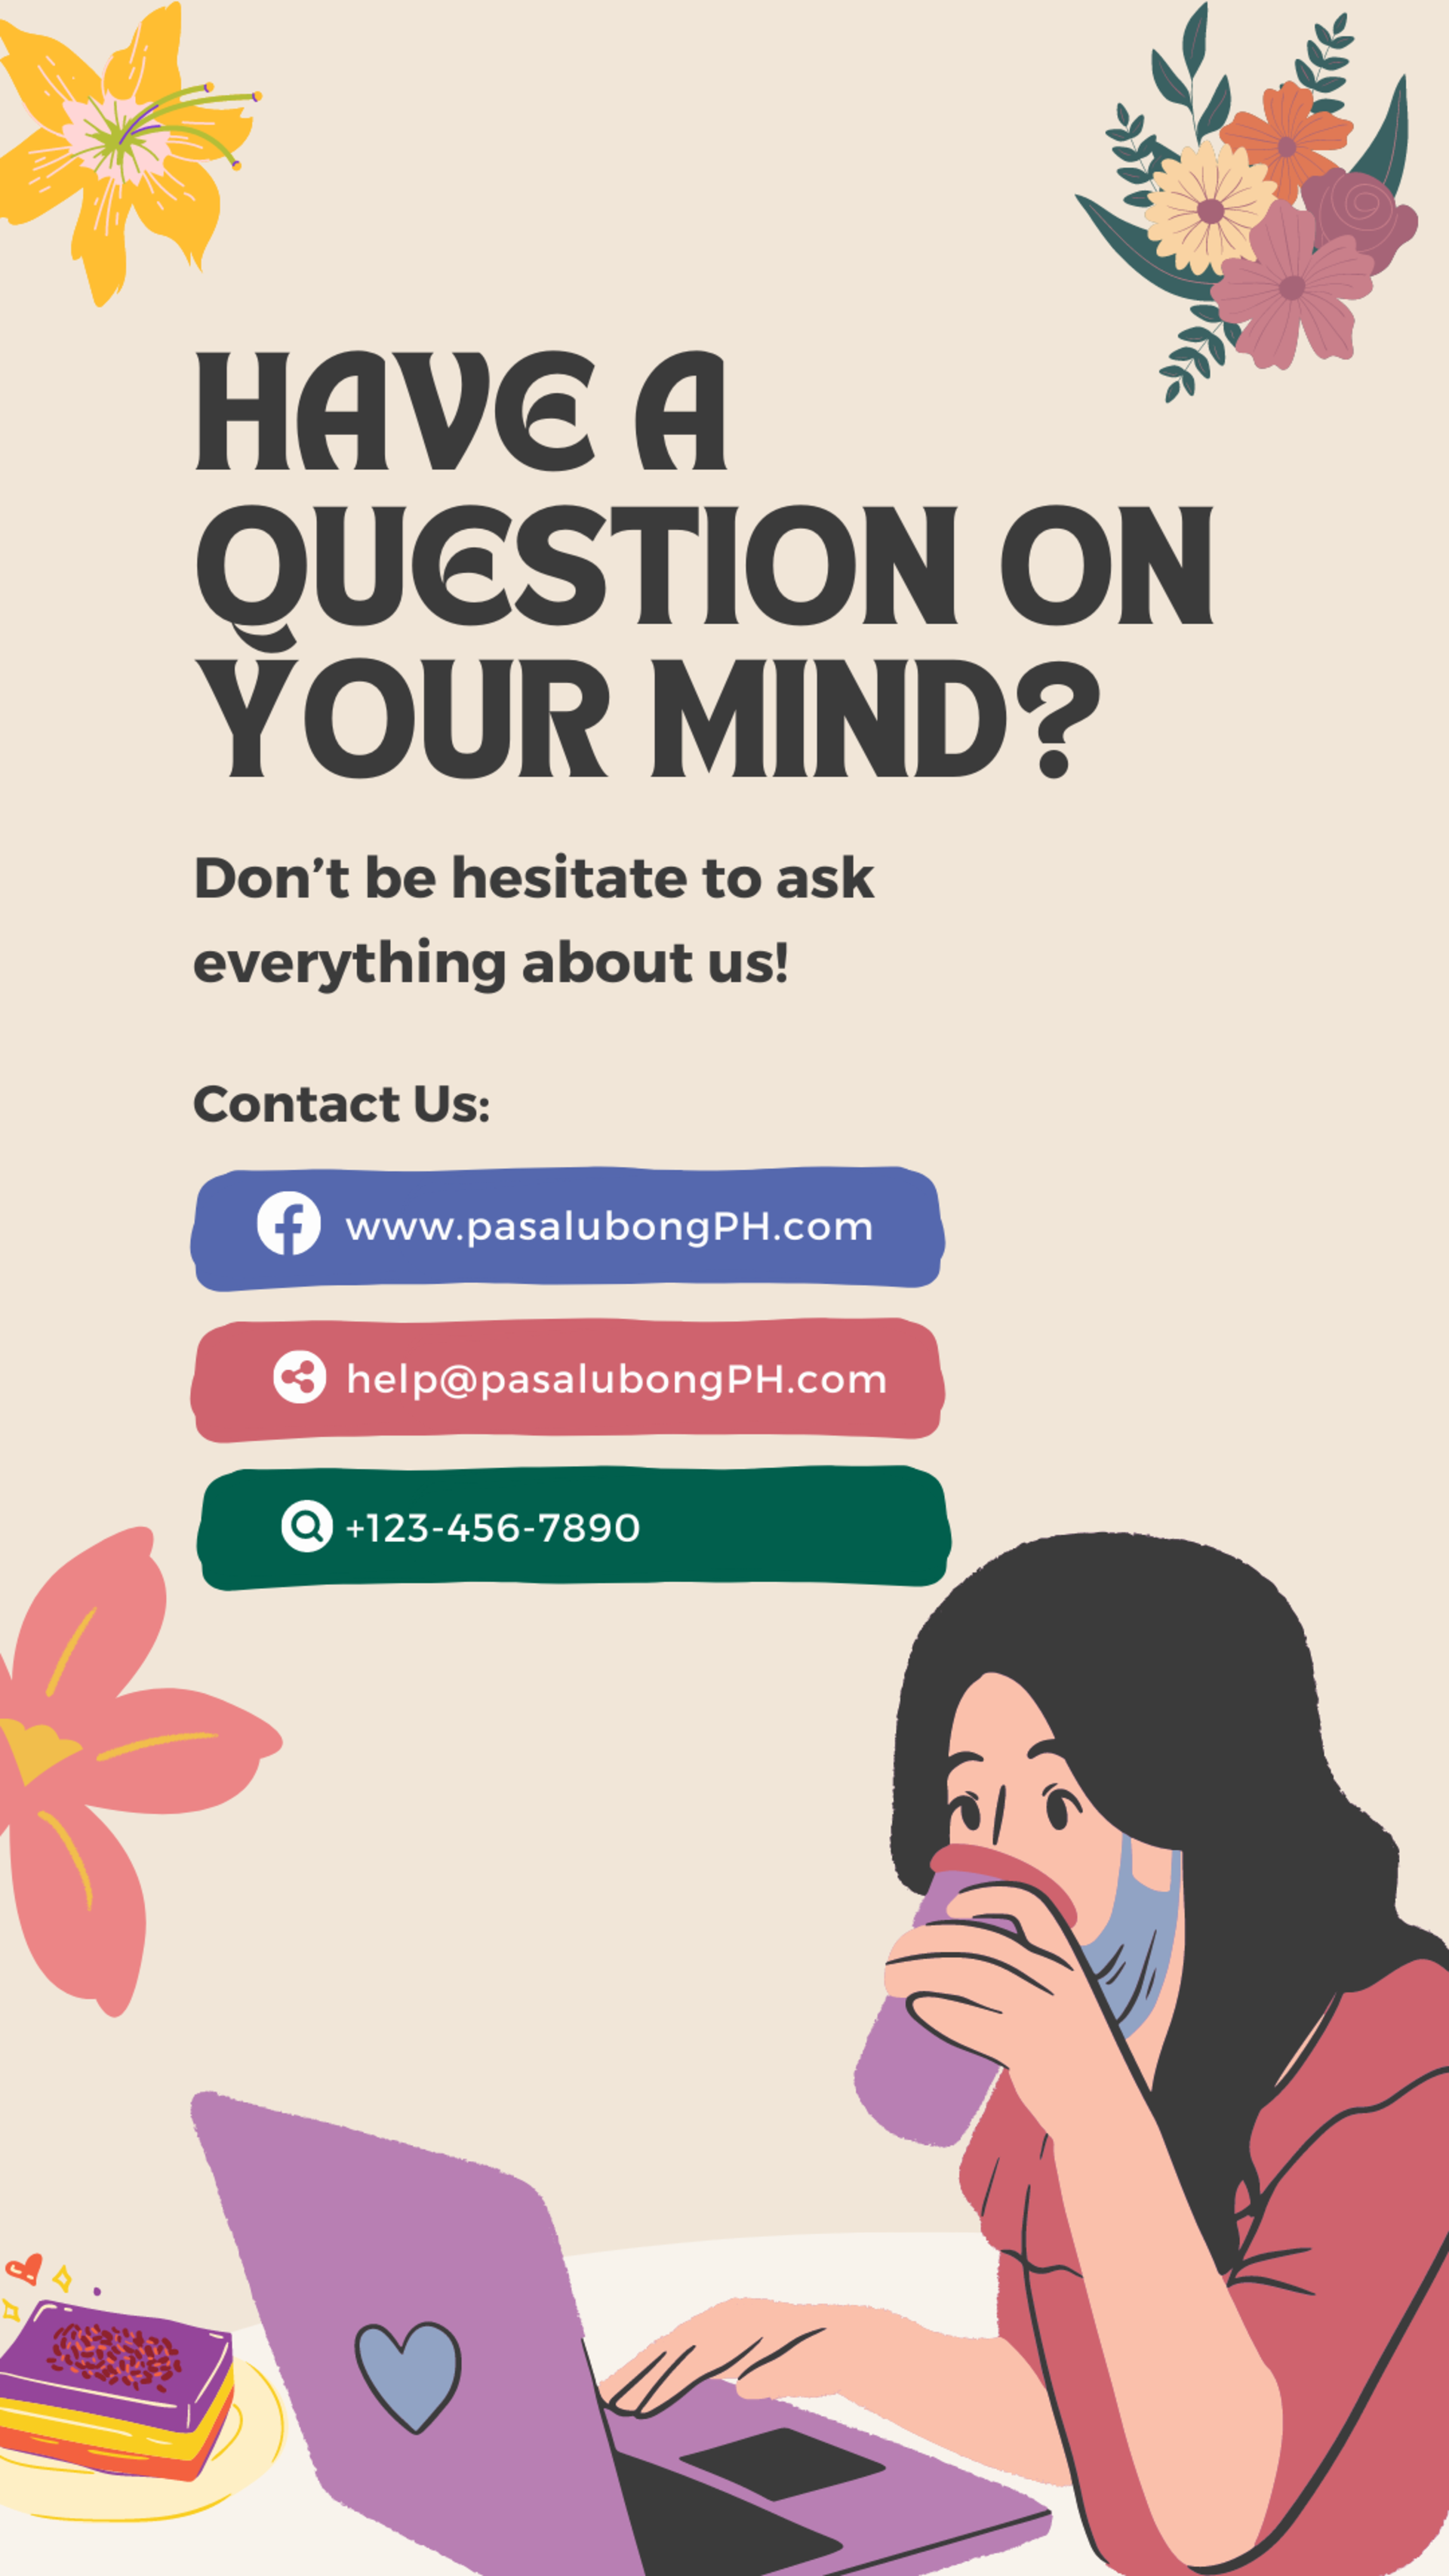 HAVE A
QUESTION ON
YOUR MIND?
Don’t be hesitate to ask
everything about us!
Contact Us:
www.pasalubongPH.com
help@pasalubongPH.com
+123-456-7890